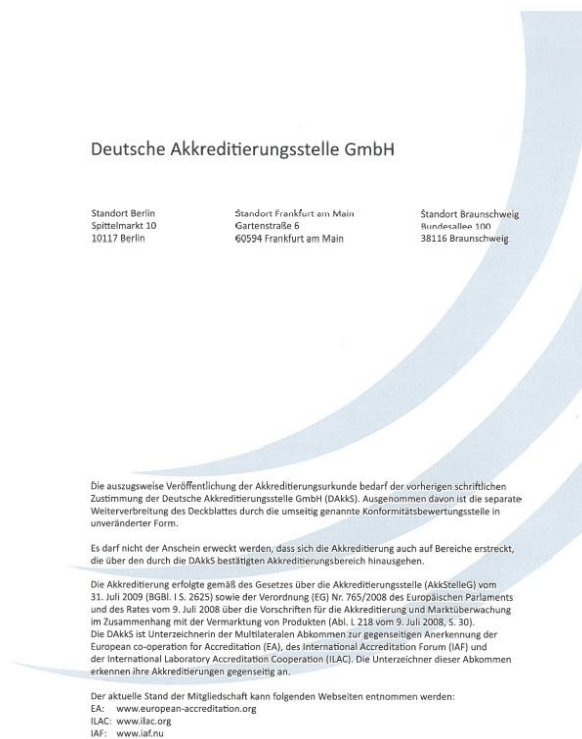 Deutsche Akkreditierungsstelle GmbH
Standort Berlin
Spittelmarkt 10
10117 Berlin
Standort Frankfurt am Main
Gartenstraße 6
60594 Frankfurt am Main
Standort Braunschweig
Bundesallee 100
38116 Braunschweig
Die auszugsweise Veröffentlichung der Akkreditierungsurkunde bedarf der vorherigen schriftlichen
Zustimmung der Deutsche Akkreditierungsstelle GmbH (DAkkS). Ausgenommen davon ist die separate
Weiterverbreitung des Deckblattes durch die umseitig genannte Konformitätsbewertungsstelle in
unveränderter Form.
Es darf nicht der Anschein erweckt werden, dass sich die Akkreditierung auch auf Bereiche erstreckt,
die über den durch die DAkkS bestätigten Akkreditierungsbereich hinausgehen.
Die Akkreditierung erfolgte gemäß des Gesetzes über die Akkreditierungsstelle (AkkStelleG) vom
31. Juli 2009 (BGBl. I S. 2625) sowie der Verordnung (EG) Nr. 765/2008 des Europäischen Parlaments
und des Rates vom 9. Juli 2008 über die Vorschriften für die Akkreditierung und Marktüberwachung
im Zusammenhang mit der Vermarktung von Produkten (Abl. L 218 vom 9. Juli 2008, S. 30).
Die DAkkS ist Unterzeichnerin der Multilateralen Abkommen zur gegenseitigen Anerkennung der
European co-operation for Accreditation (EA), des International Accreditation Forum (IAF) und
der International Laboratory Accreditation Cooperation (ILAC). Die Unterzeichner dieser Abkommen
erkennen ihre Akkreditierungen gegenseitig an.
Der aktuelle Stand der Mitgliedschaft kann folgenden Webseiten entnommen werden:
EA: www.european-accreditation.org
ILAC: www.ilac.org
IAF: www.iaf.nu